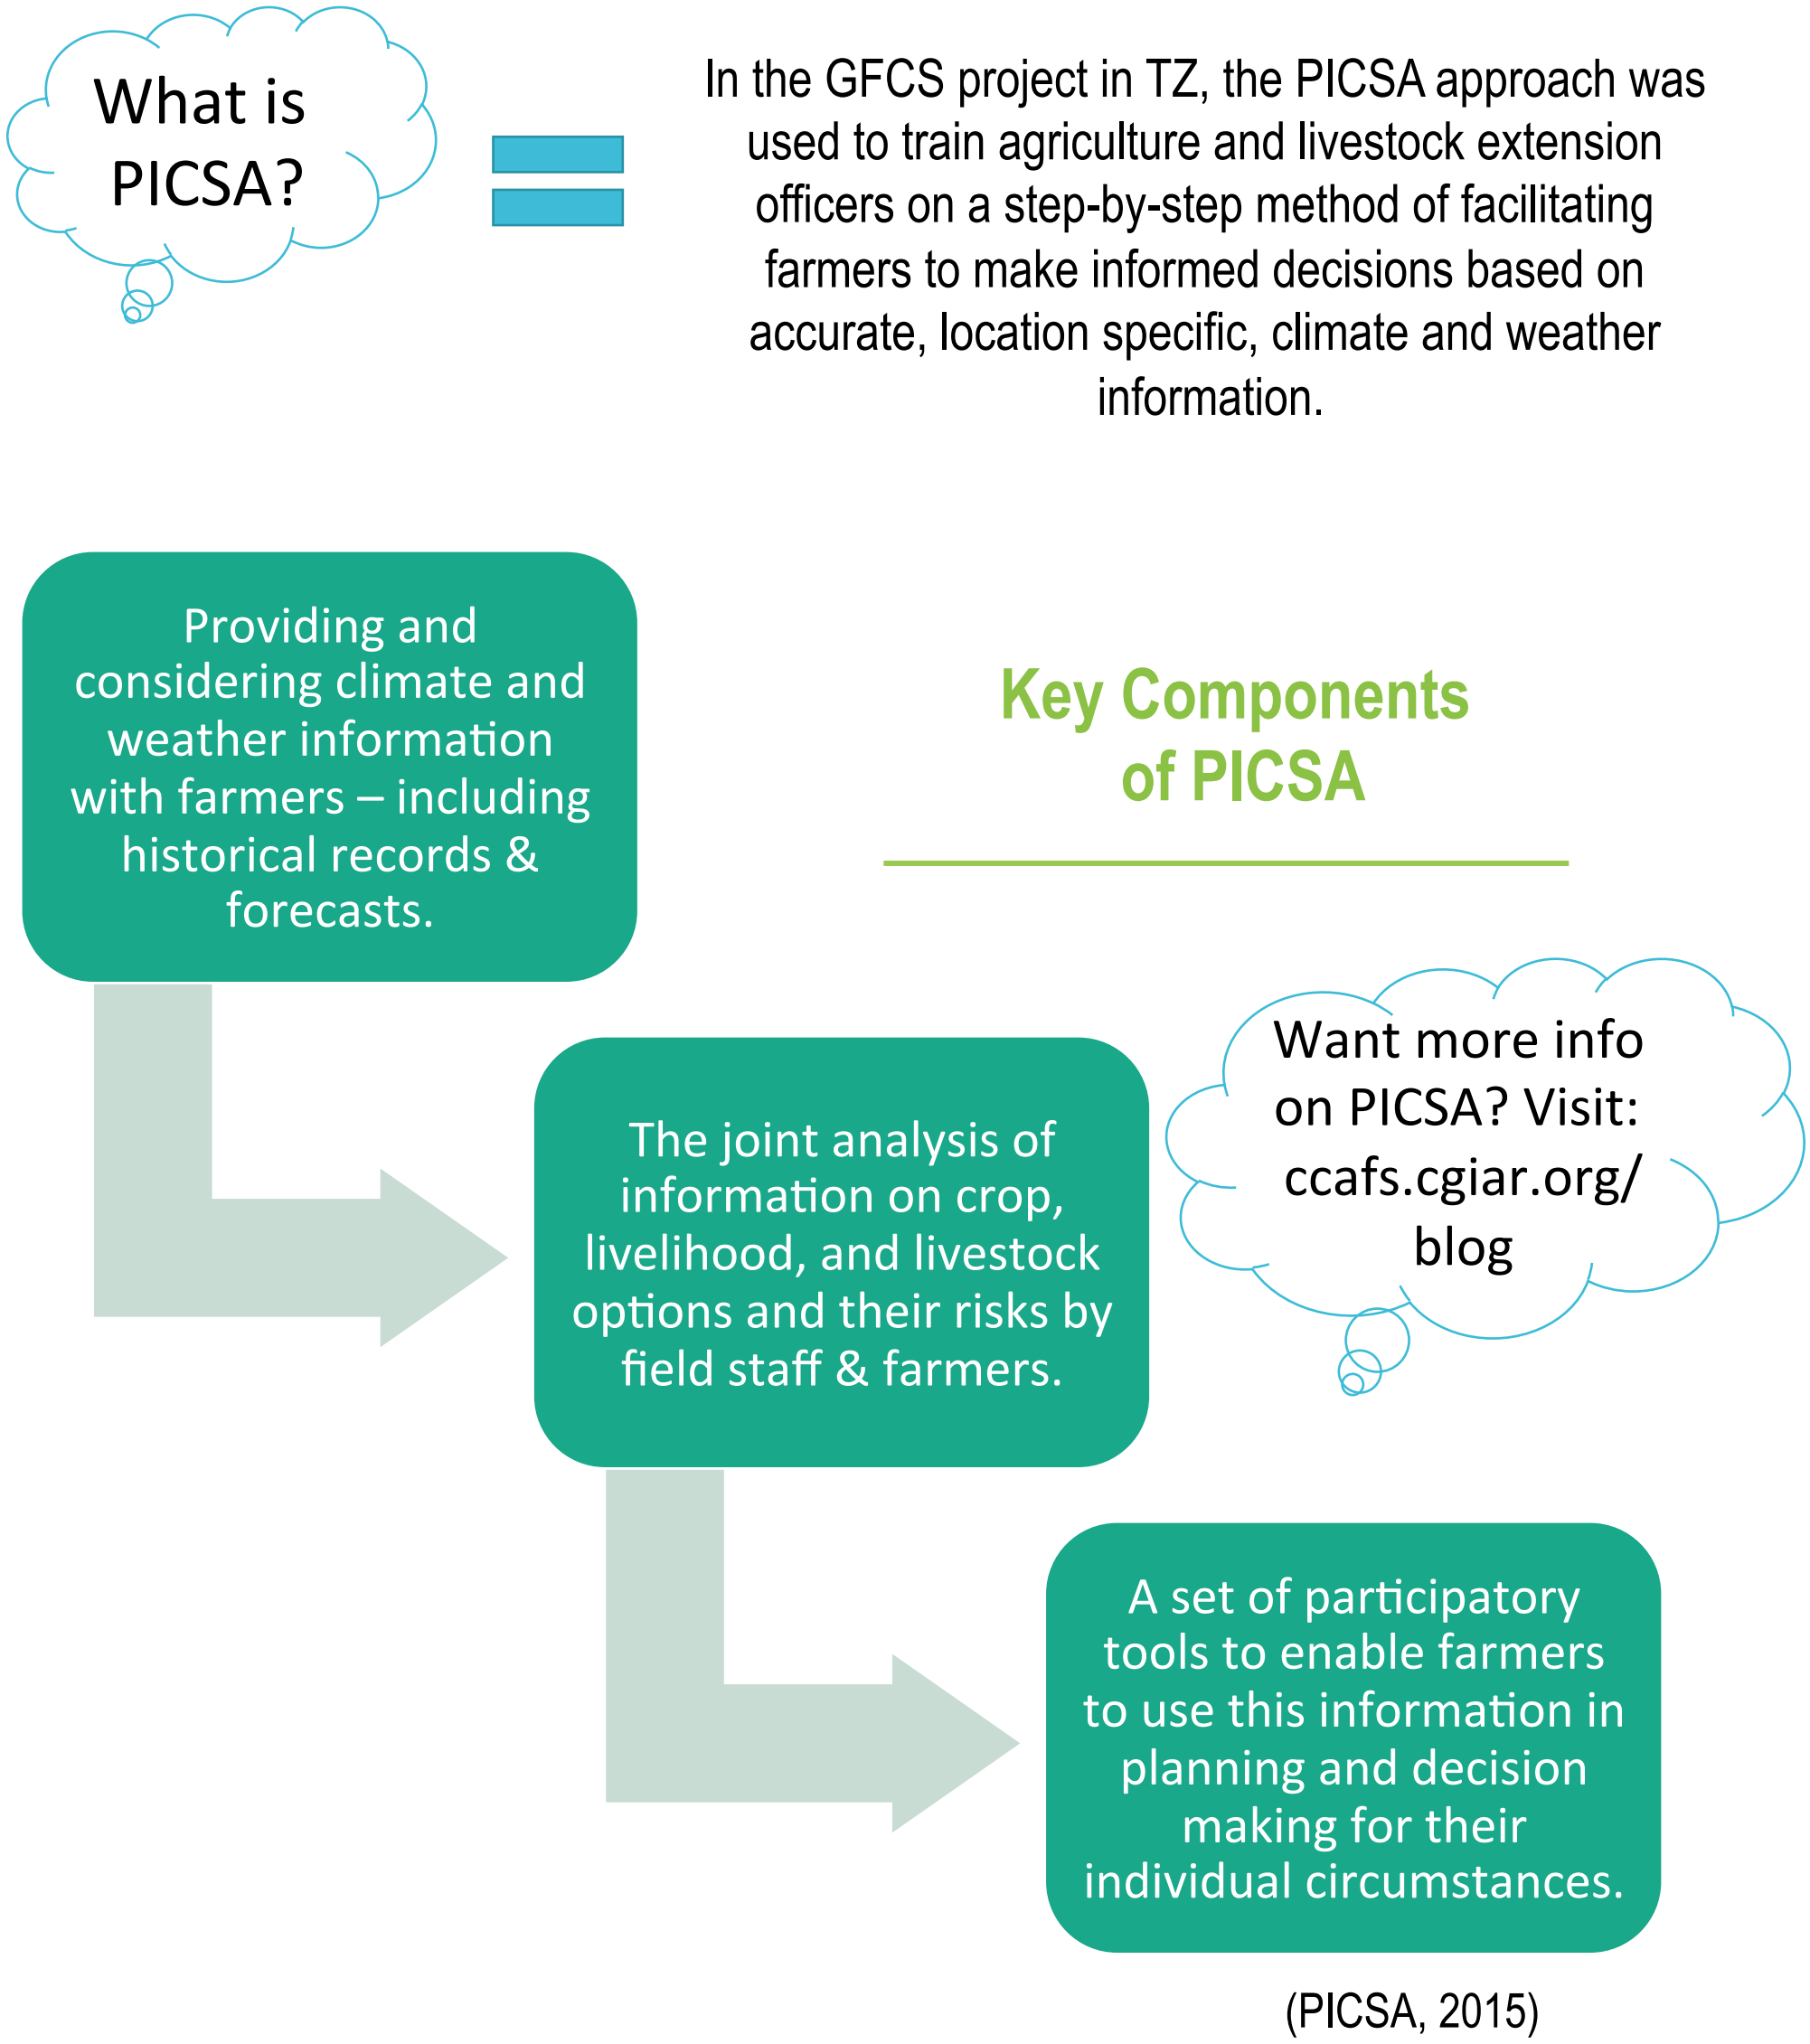 What is
PICSA?
In the GFCS project in TZ, the PICSA approach was
used to train agriculture and livestock extension
officers on a step-by-step method of facilitating
farmers to make informed decisions based on
accurate, location specific, climate and weather
information.
Providing and
considering climate and
weather information
with farmers – including
historical records &
forecasts.
Key Components
of PICSA
The joint analysis of
information on crop,
livelihood, and livestock
options and their risks by
field staff & farmers.
Want more info
on PICSA? Visit:
ccafs.cgiar.org/
blog
A set of participatory
tools to enable farmers
to use this information in
planning and decision
making for their
individual circumstances.
(PICSA, 2015)